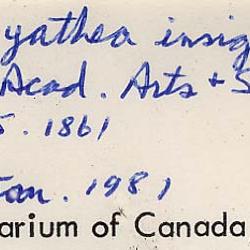 yathea insig
Acad. Arts + S
5. 1861
Jan. 1981
arium of Canada